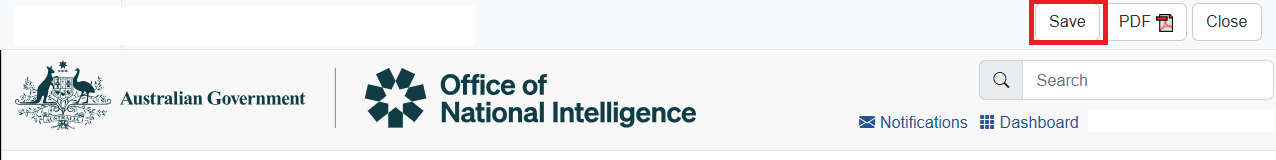 Save
PDF
Close
Australian Government
Office of
National Intelligence
Search
Notifications
Dashboard